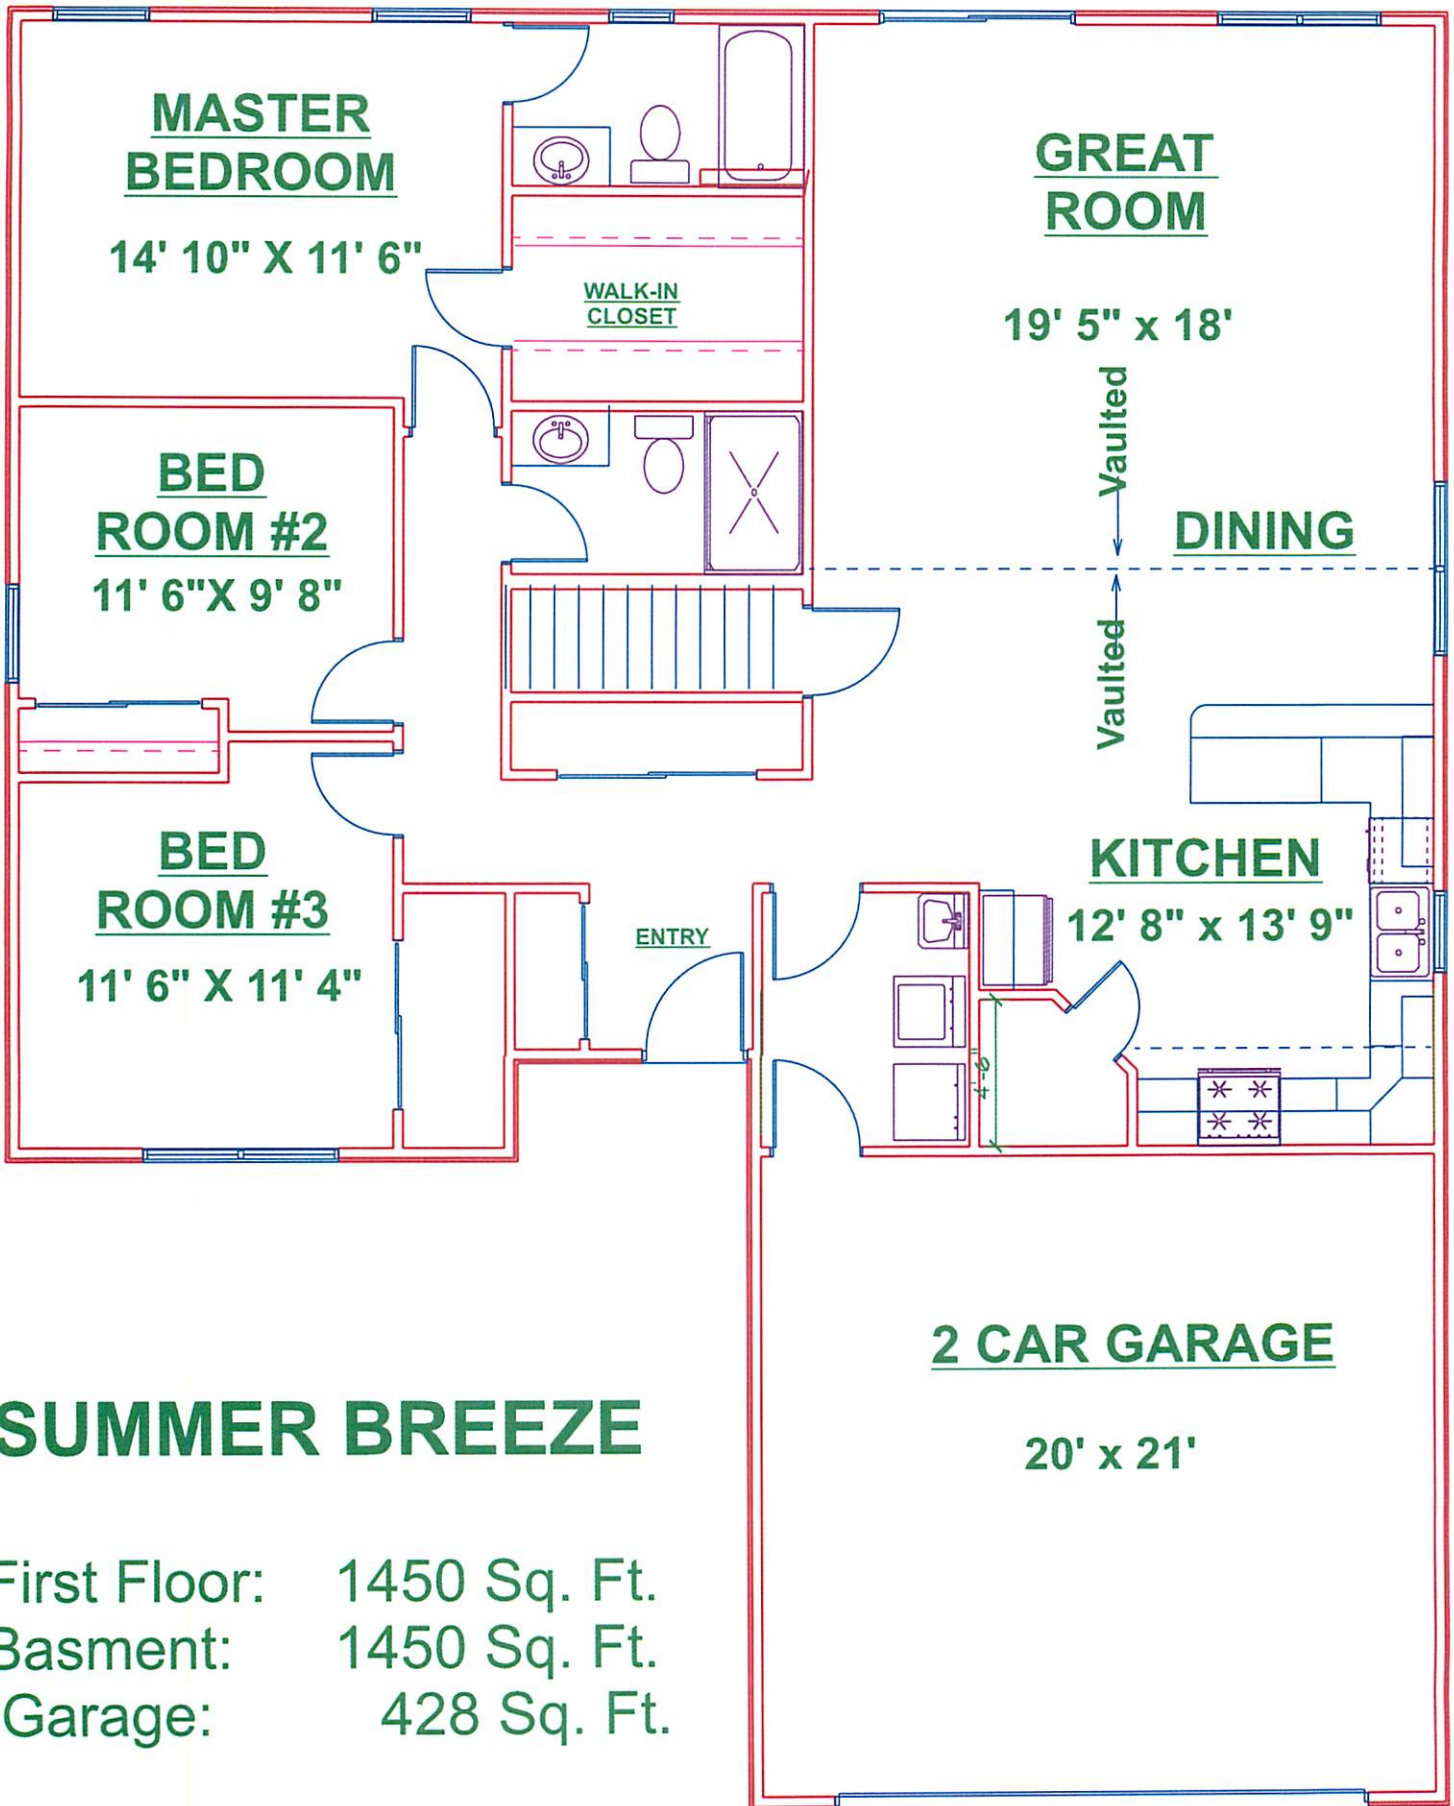 MASTER
BEDROOM
14' 10" X 11' 6"
GREAT
ROOM
19' 5" x 18'
WALK-IN
CLOSET
Vaulted
BED
ROOM #2
11' 6"X 9' 8"
DINING
Vaulted
BED
ROOM #3
11' 6" X 11' 4"
ENTRY
KITCHEN
12' 8" x 13' 9"
4'-6"
2 CAR GARAGE
20' x 21'
SUMMER BREEZE
First Floor: 1450 Sq. Ft.
Basment: 1450 Sq. Ft.
Garage: 428 Sq. Ft.